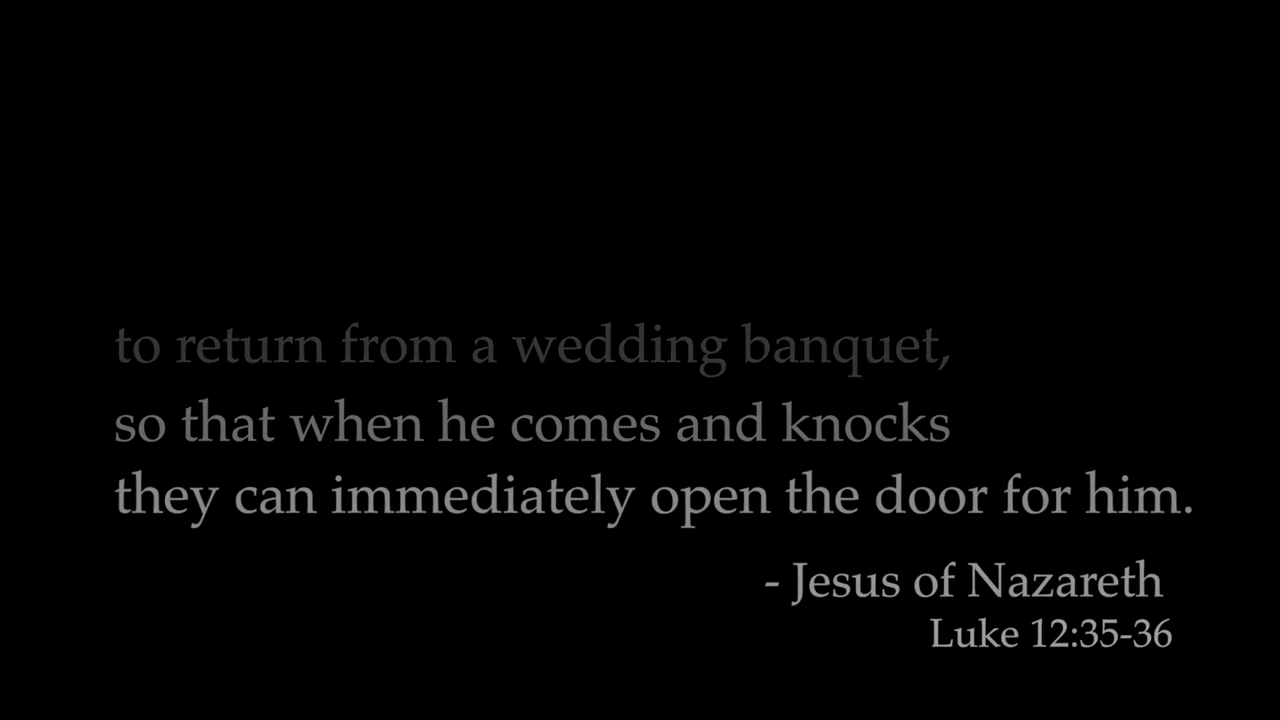 to return from a wedding banquet,
so that when he comes and knocks
they can immediately open the door for him.
- Jesus of Nazareth
Luke 12:35-36